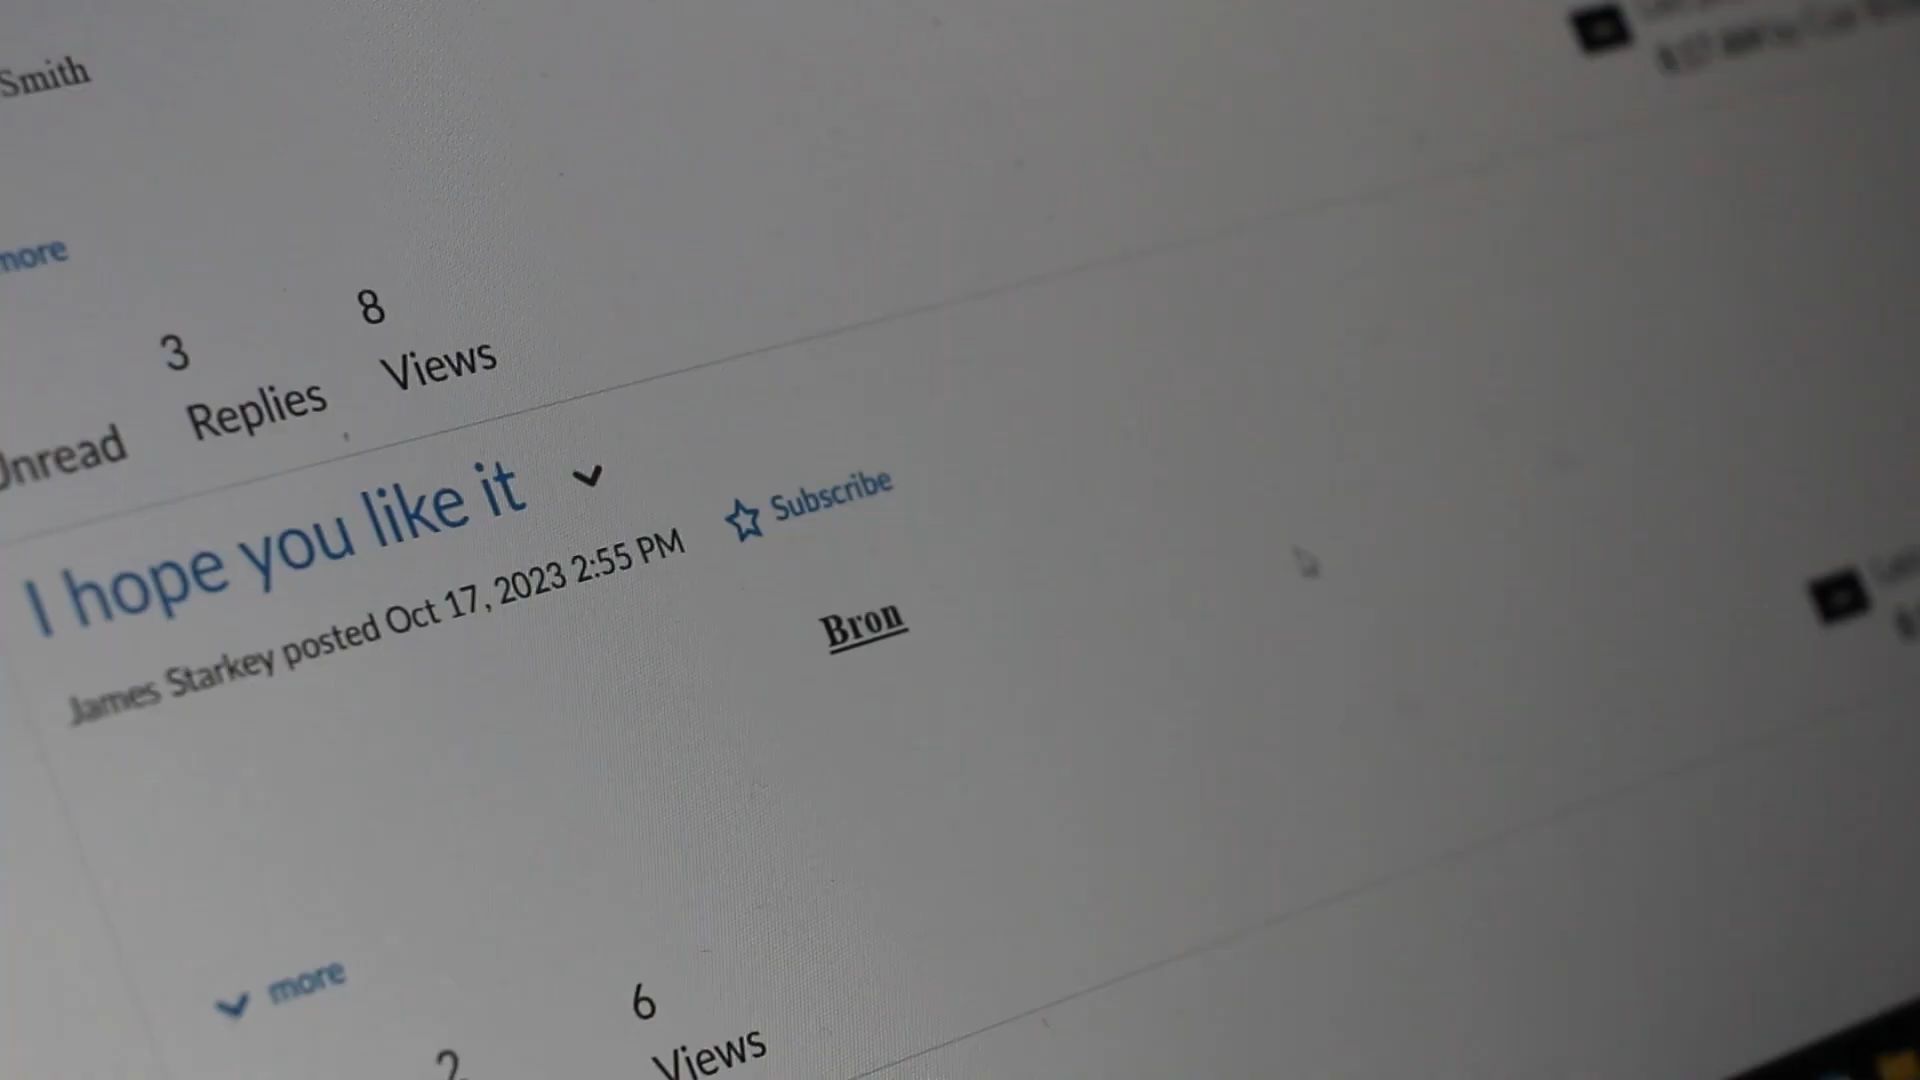 Smith
more
3 8
Unread Replies Views
I hope you like it
James Starkey posted Oct 17, 2023 2:55 PM Subscribe
Bron
more
2 6
Views